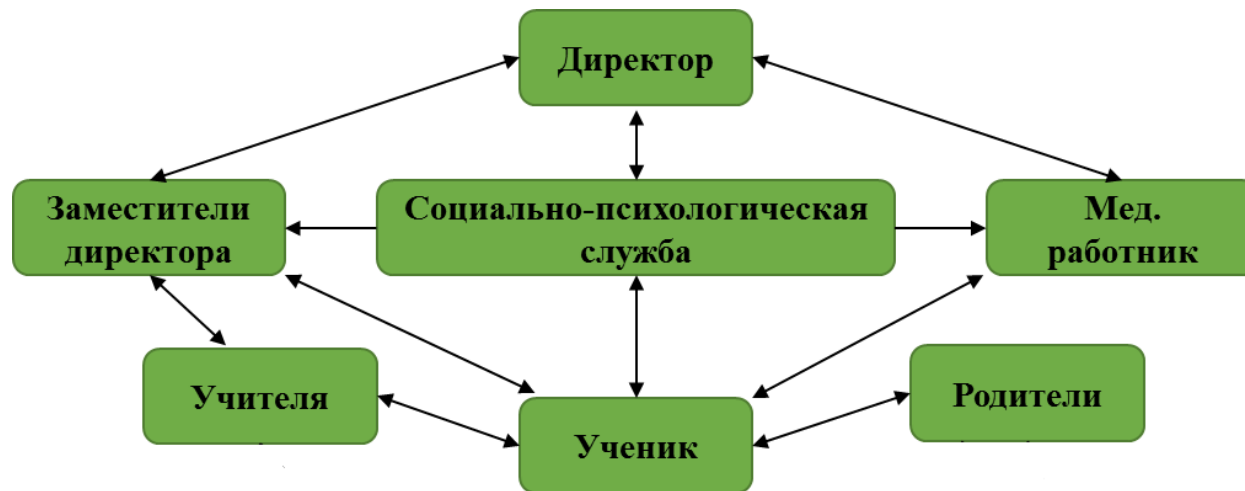 Директор
Заместители
директора
Социально-психологическая
служба
Мед.
работник
Учителя
Родители
Ученик